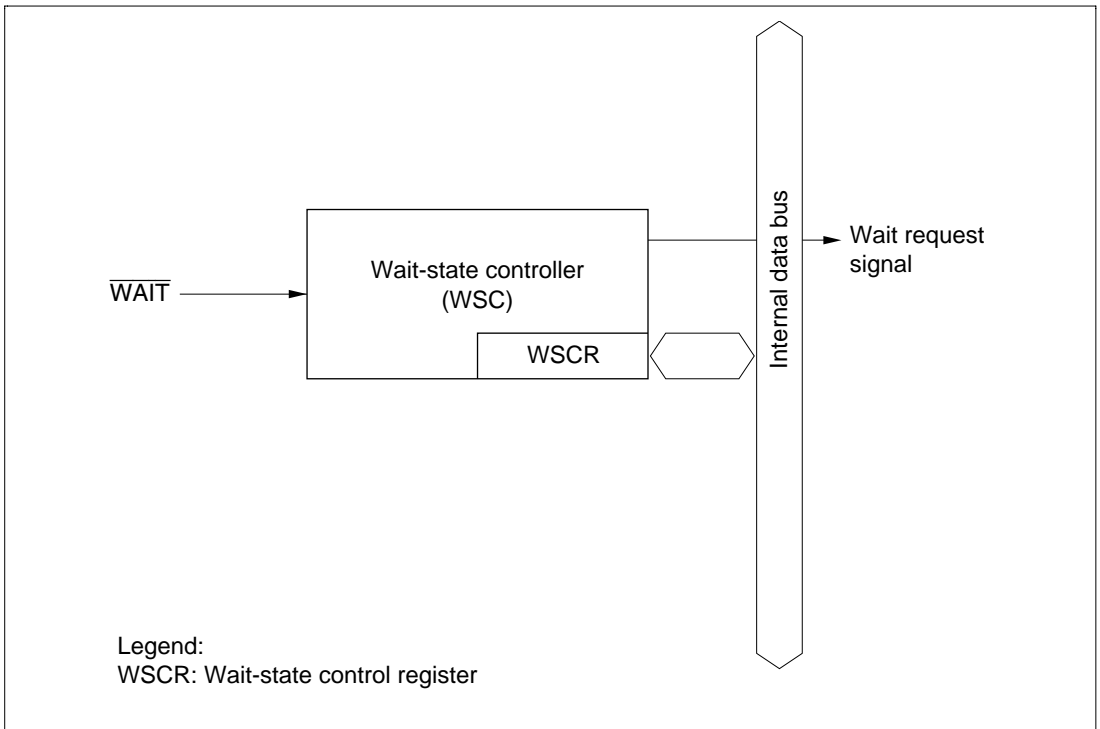 WAIT
Wait-state controller
(WSC)
WSCR
Internal data bus
Wait request
signal
Legend:
WSCR: Wait-state control register